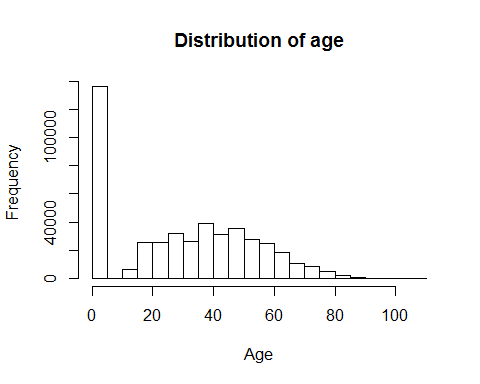 Distribution of age
Frequency
0
40000
100000
0 20 40 60 80 100
Age